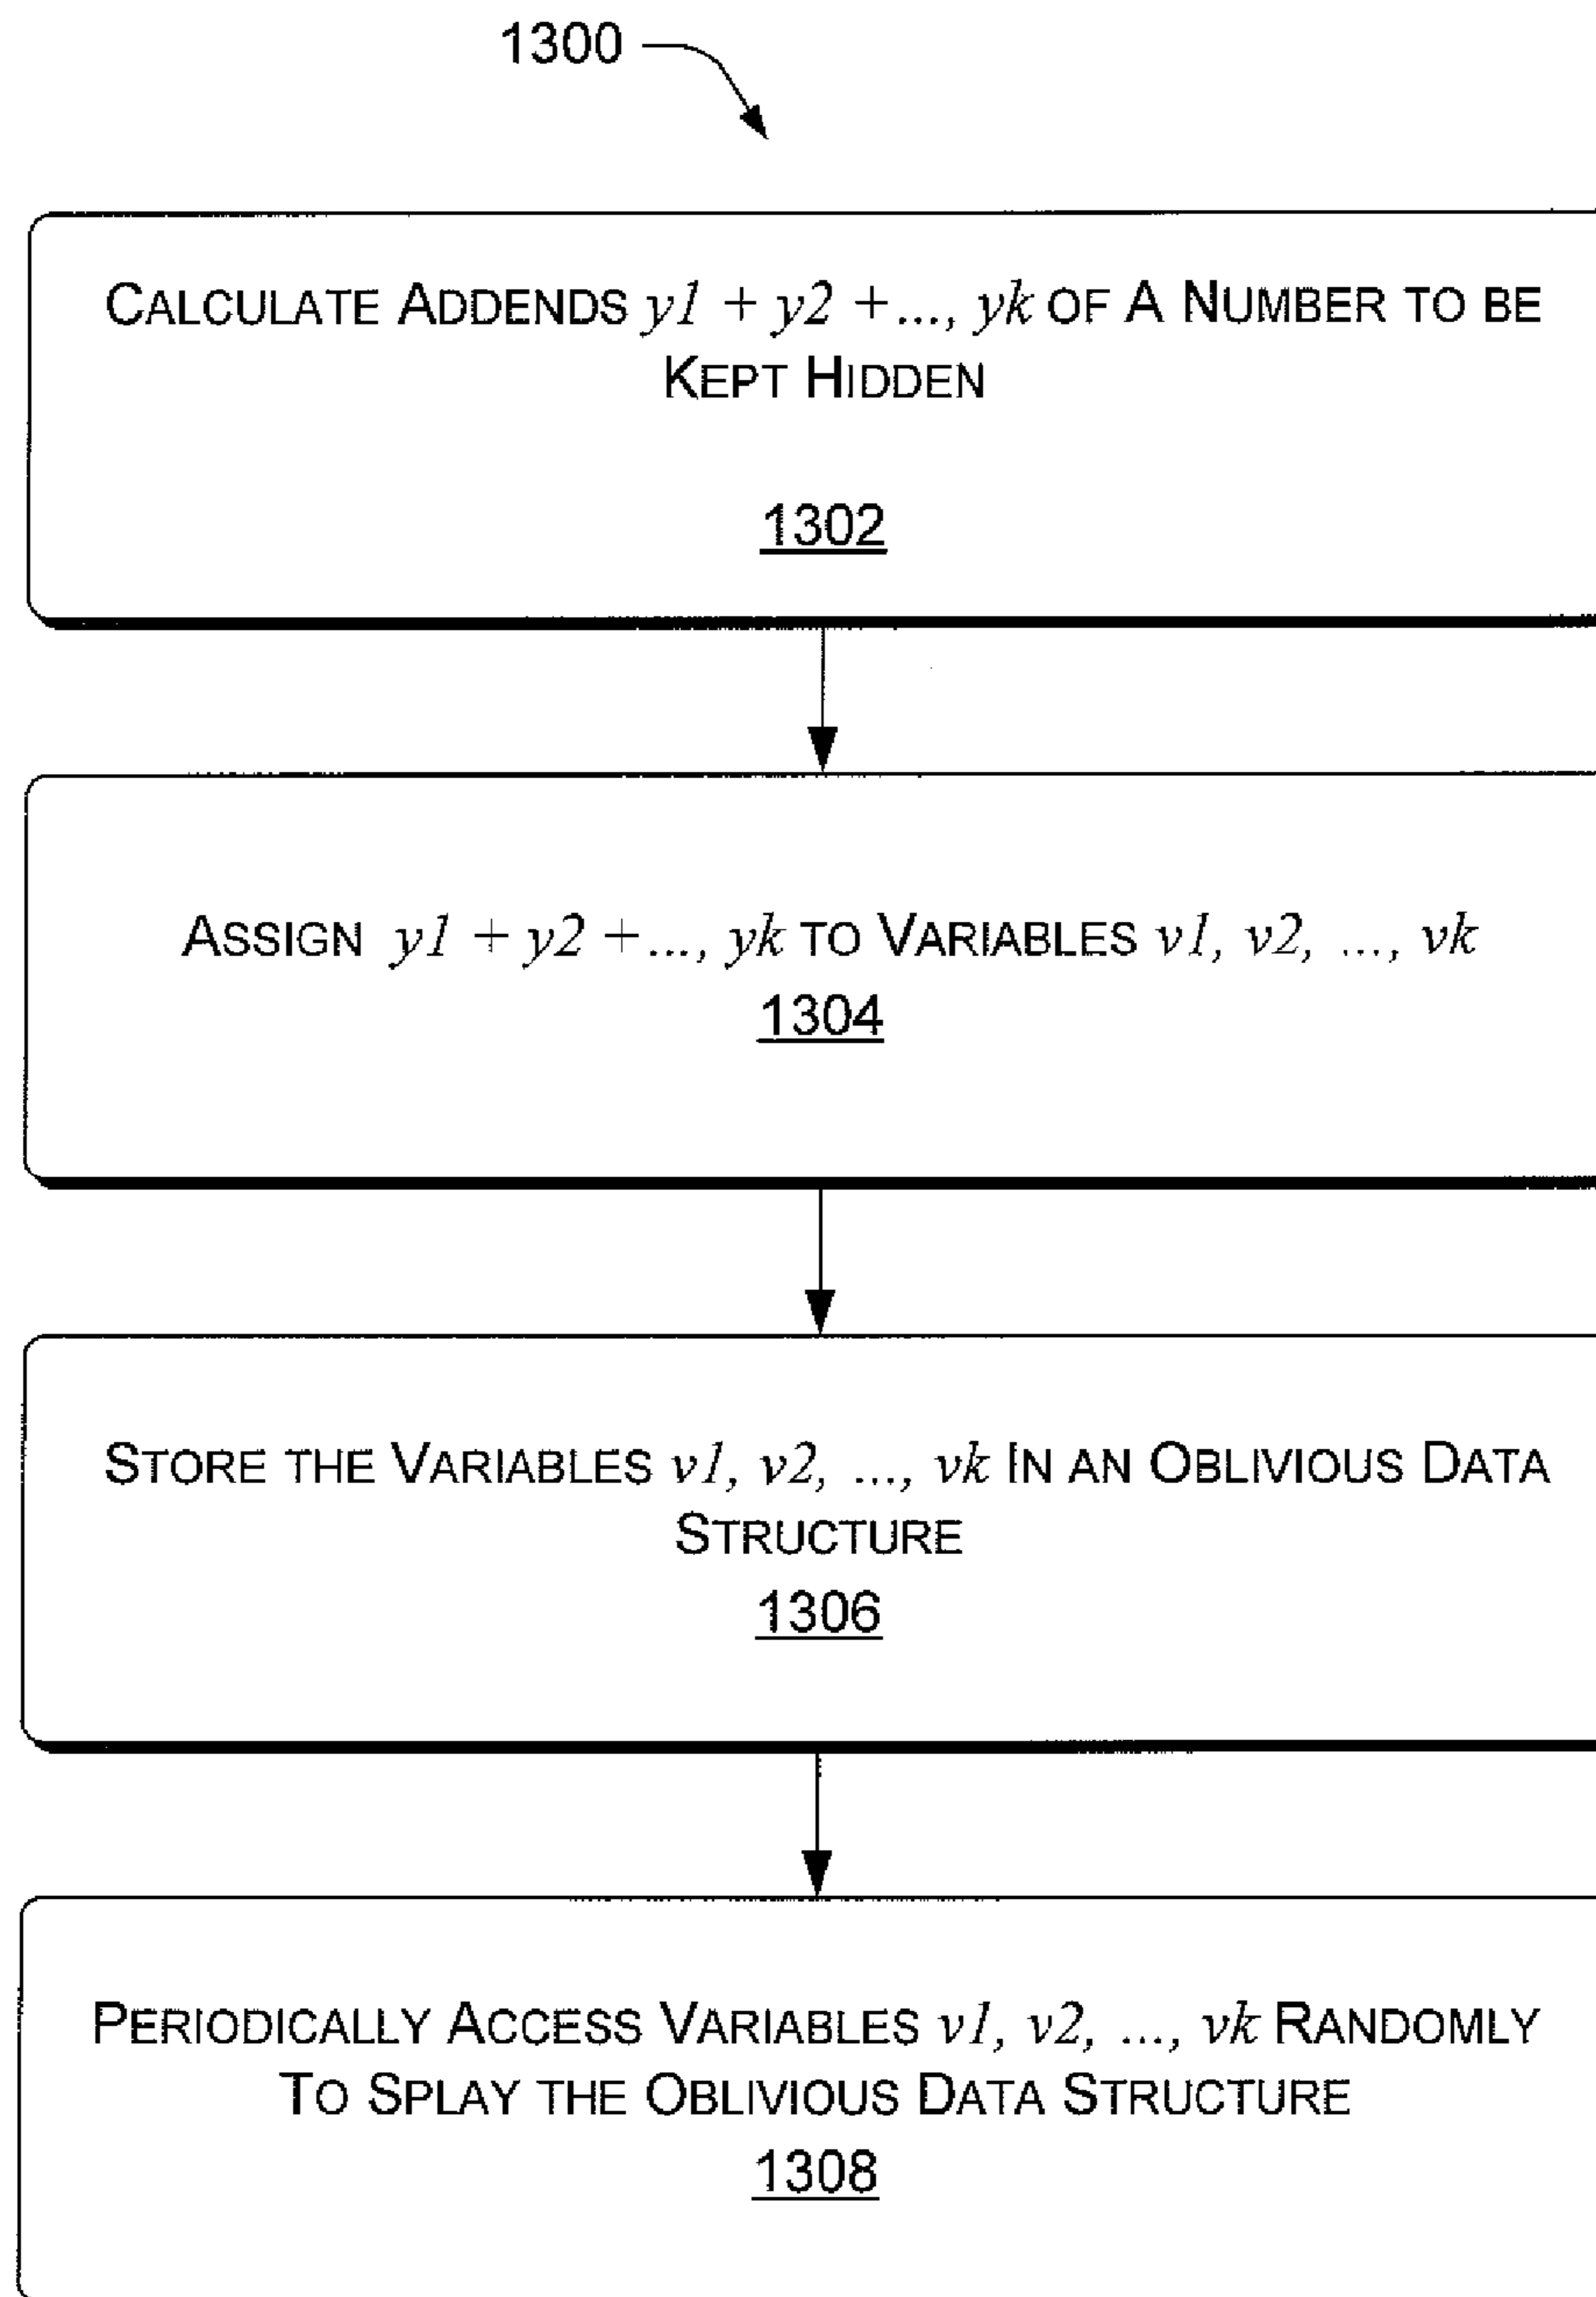 1300
CALCULATE ADDENDS y1 + y2 +..., yk OF A NUMBER TO BE
KEPT HIDDEN
1302
ASSIGN y1 + y2 +..., yk TO VARIABLES v1, v2, ..., vk
1304
STORE THE VARIABLES v1, v2, ..., vk IN AN OBLIVIOUS DATA
STRUCTURE
1306
PERIODICALLY ACCESS VARIABLES v1, v2, ..., vk RANDOMLY
TO SPLAY THE OBLIVIOUS DATA STRUCTURE
1308